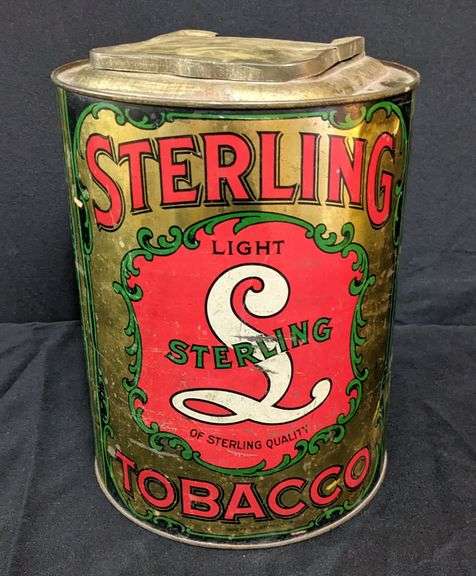 STERLING
LIGHT
£
STERLING
OF STERLING QUALITY
TOBACCO